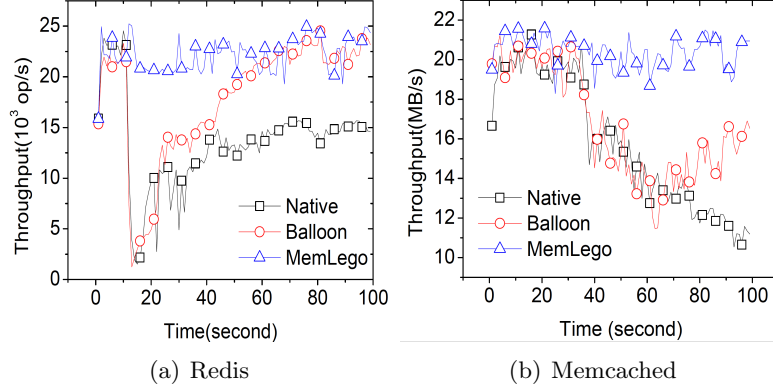 Throughput(10³ op/s)
25
20
15
10
5
0
0 20 40 60 80 100
Native
Balloon
MemLego
Time(second)
(a) Redis
Throughput(MB/s)
22
20
18
16
14
12
10
0 20 40 60 80 100
Native
Balloon
MemLego
Time (second)
(b) Memcached